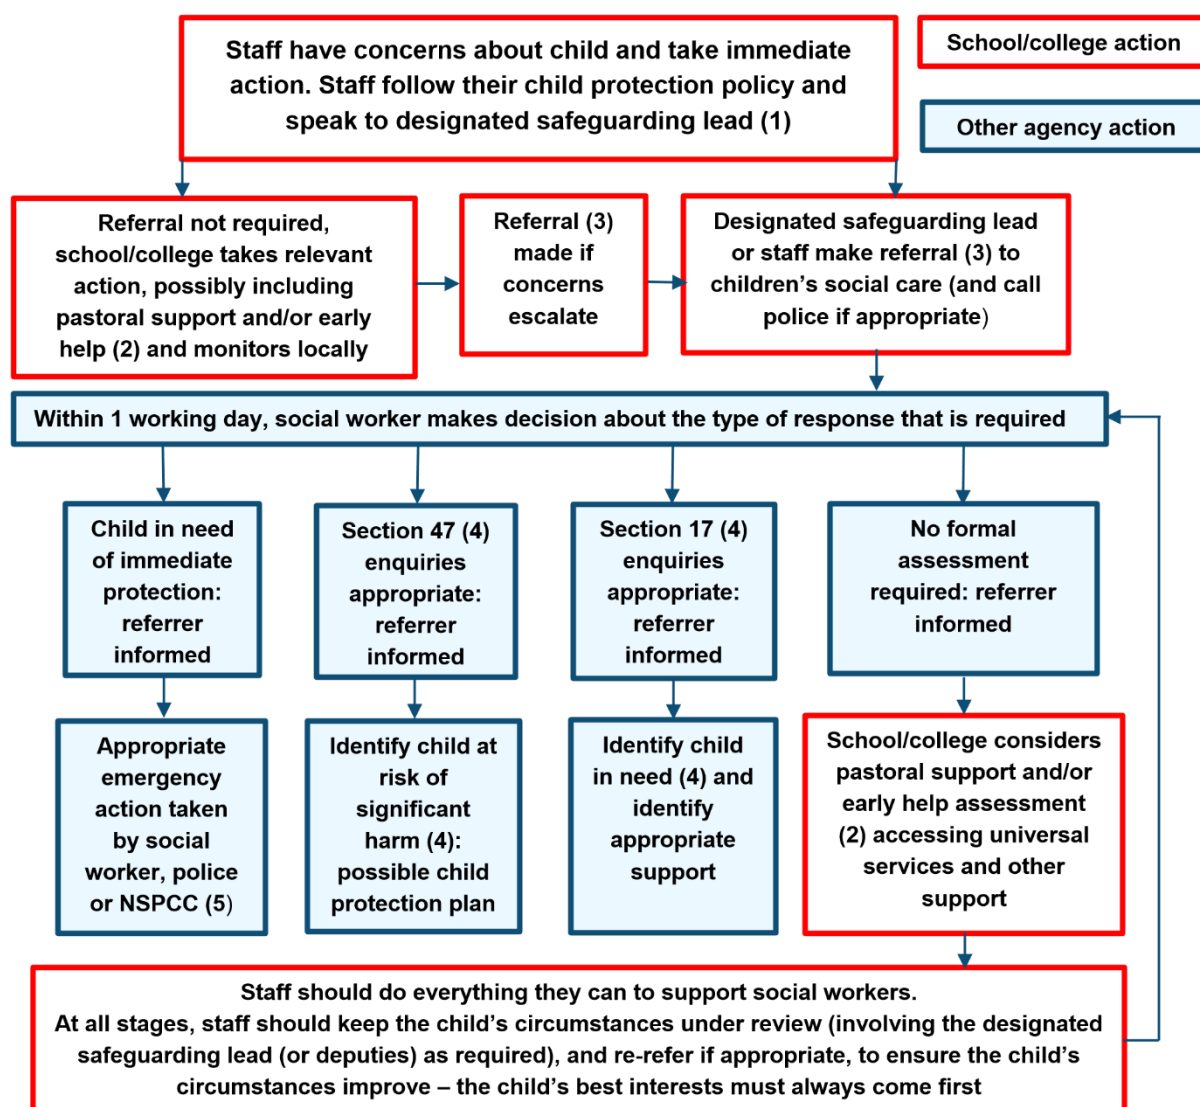 Staff have concerns about child and take immediate
action. Staff follow their child protection policy and
speak to designated safeguarding lead (1)
School/college action
Other agency action
Referral not required,
school/college takes relevant
action, possibly including
pastoral support and/or early
help (2) and monitors locally
Referral (3)
made if
concerns
escalate
Designated safeguarding lead
or staff make referral (3) to
children’s social care (and call
police if appropriate)
Within 1 working day, social worker makes decision about the type of response that is required
Child in need
of immediate
protection:
referrer
informed
Section 47 (4)
enquiries
appropriate:
referrer
informed
Section 17 (4)
enquiries
appropriate:
referrer
informed
No formal
assessment
required: referrer
informed
Appropriate
emergency
action taken
by social
worker, police
or NSPCC (5)
Identify child at
risk of
significant
harm (4):
possible child
protection plan
Identify child
in need (4) and
identify
appropriate
support
School/college considers
pastoral support and/or
early help assessment
(2) accessing universal
services and other
support
Staff should do everything they can to support social workers.
At all stages, staff should keep the child’s circumstances under review (involving the designated
safeguarding lead (or deputies) as required), and re-refer if appropriate, to ensure the child’s
circumstances improve – the child’s best interests must always come first